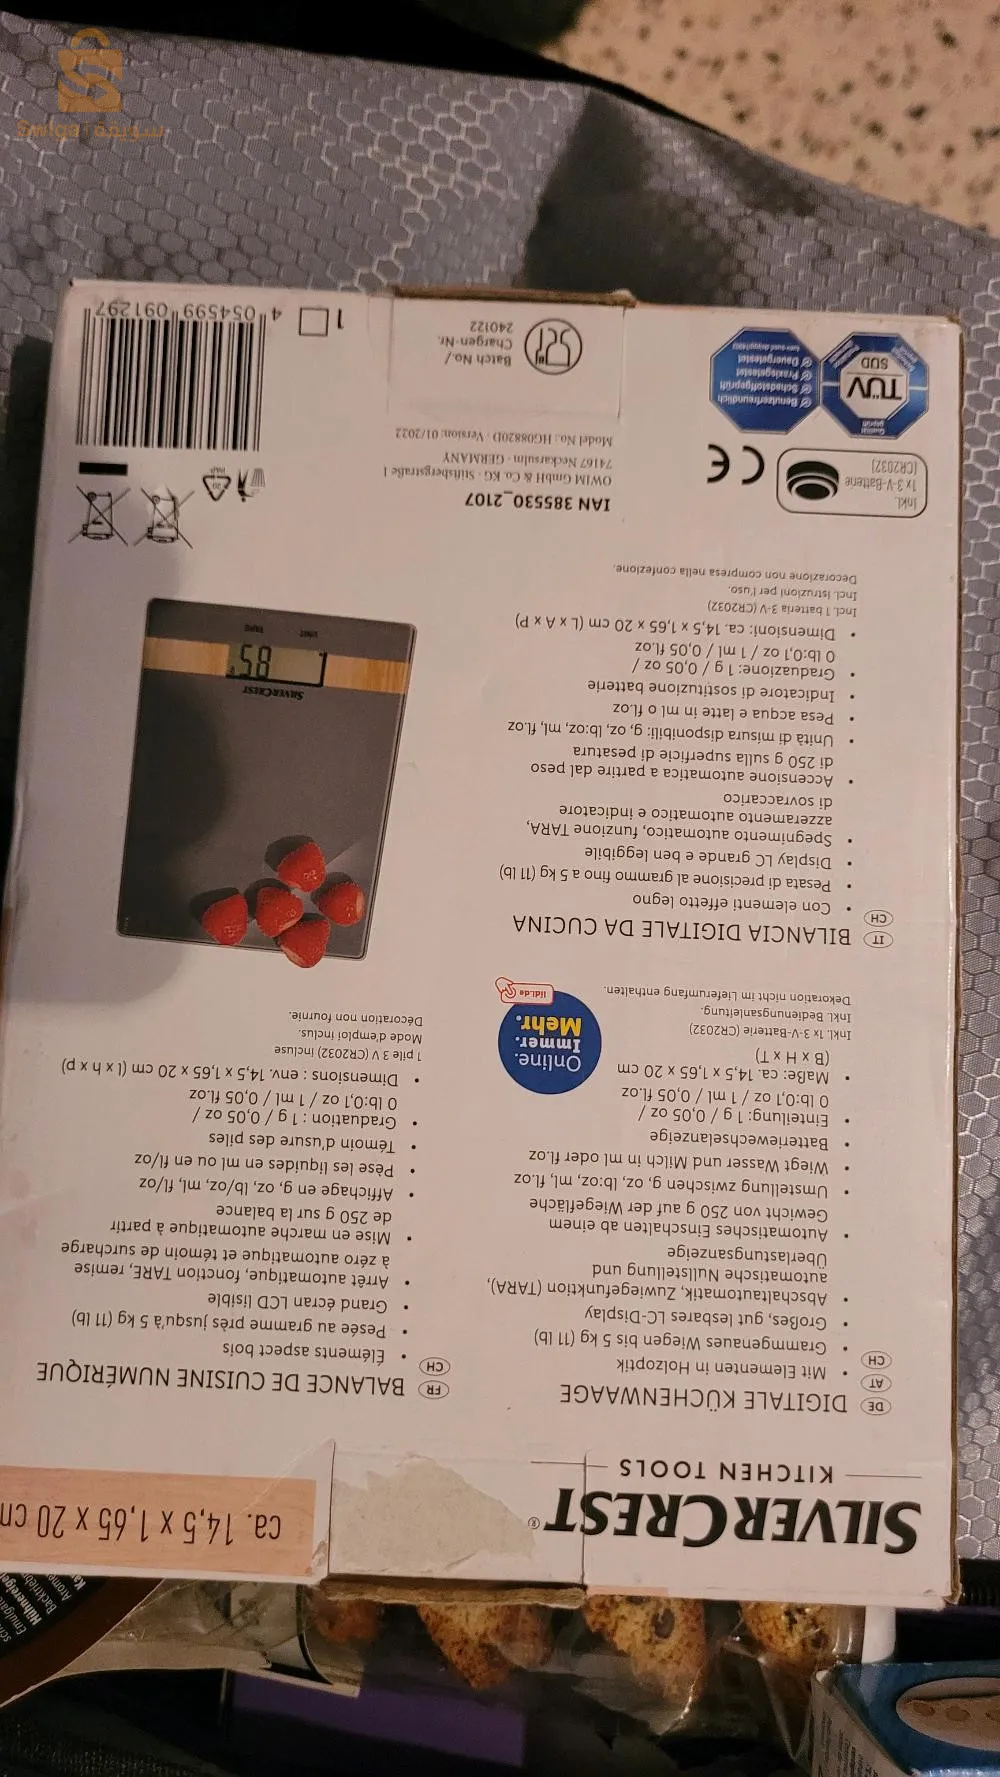 Swiqa سويقة
SILVERCREST®
KITCHEN TOOLS
ca. 14,5 x 1,65 x 20 cm
DE
AT
CH
DIGITALE KÜCHENWAAGE
• Mit Elementen in Holzoptik
• Grammgenaues Wiegen bis 5 kg (11 lb)
• Großes, gut lesbares LC-Display
• Abschaltautomatik, Zuwiegefunktion (TARA),
automatische Nullstellung und
Überlastungsanzeige
• Automatisches Einschalten ab einem
Gewicht von 250 g auf der Wiegefläche
• Umstellung zwischen g, oz, lb:oz, ml, fl.oz
• Wiegt Wasser und Milch in ml oder fl.oz
• Batteriewechselanzeige
• Einteilung: 1 g / 0,05 oz /
0 lb:0,1 oz / 1 ml / 0,05 fl.oz
• Maße: ca. 14,5 x 1,65 x 20 cm
(B x H x T)
Inkl. 1x 3-V-Batterie (CR2032)
Inkl. Bedienungsanleitung.
Dekoration nicht im Lieferumfang enthalten.
Online.
Immer.
Mehr.
lidl.de
FR
CH
BALANCE DE CUISINE NUMÉRIQUE
• Éléments aspect bois
• Pesée au gramme près jusqu'à 5 kg (11 lb)
• Grand écran LCD lisible
• Arrêt automatique, fonction TARE, remise
à zéro automatique et témoin de surcharge
• Mise en marche automatique à partir
de 250 g sur la balance
• Affichage en g, oz, lb/oz, ml, fl/oz
• Pèse les liquides en ml ou en fl/oz
• Témoin d'usure des piles
• Graduation : 1 g / 0,05 oz /
0 lb:0,1 oz / 1 ml / 0,05 fl.oz
• Dimensions : env. 14,5 x 1,65 x 20 cm (l x h x p)
1 pile 3 V (CR2032) incluse
Mode d'emploi inclus.
Décoration non fournie.
IT
CH
BILANCIA DIGITALE DA CUCINA
• Con elementi effetto legno
• Pesata di precisione al grammo fino a 5 kg (11 lb)
• Display LC grande e ben leggibile
• Spegnimento automatico, funzione TARA,
azzeramento automatico e indicatore
di sovraccarico
• Accensione automatica a partire dal peso
di 250 g sulla superficie di pesatura
• Unità di misura disponibili: g, oz, lb:oz, ml, fl.oz
• Pesa acqua e latte in ml o fl.oz
• Indicatore di sostituzione batterie
• Graduazione: 1 g / 0,05 oz /
0 lb:0,1 oz / 1 ml / 0,05 fl.oz
• Dimensioni: ca. 14,5 x 1,65 x 20 cm (L x A x P)
Incl. 1 batteria 3-V (CR2032)
Incl. istruzioni per l'uso.
Decorazione non compresa nella confezione.
SILVERCREST
85
UNIT TARE
Inkl.
1x 3-V-Batterie
[CR2032]
CE
IAN 385530_2107
OWIM GmbH & Co. KG · Stiftsbergstraße 1
74167 Neckarsulm · GERMANY
Model No.: HG08820D · Version: 01/2022
Batch No./
Chargen-Nr.
240122
TÜV
SÜD
Qualität
geprüft
Benutzerfreundlich
Schadstoffgeprüft
Praxisgetestet
Dauergetestet
20
PAP
1
4 054599 091297
Hühnereigel